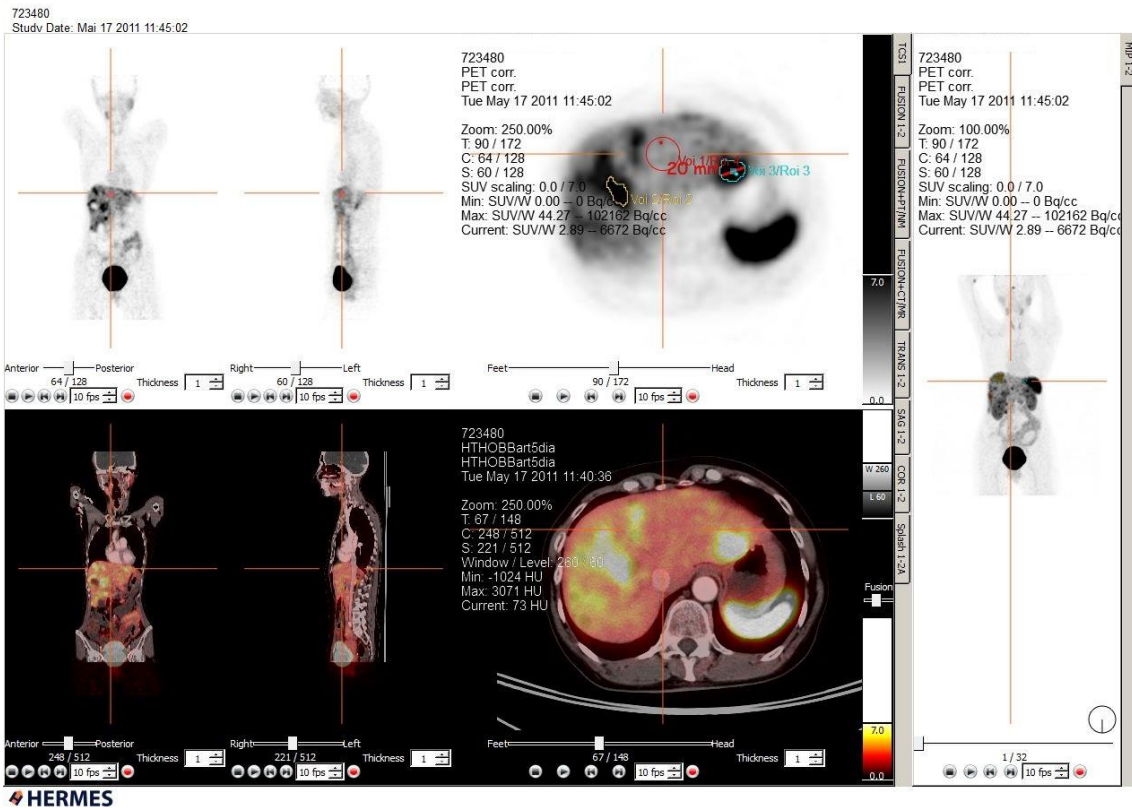 723480
Study Date: Mai 17 2011 11:45:02
723480
PET corr.
PET corr.
Tue May 17 2011 11:45:02
Zoom: 250.00%
T: 90 / 172
C: 64 / 128
S: 60 / 128
SUV scaling: 0.0 / 7.0
Min: SUV/W 0.00 -- 0 Bq/cc
Max: SUV/W 44.27 -- 102162 Bq/cc
Current: SUV/W 2.89 -- 6672 Bq/cc
20 mm
Voi 3/Roi 3
7.0
0.0
Anterior Posterior
64 / 128
Thickness 1
10 fps
Right Left
60 / 128
Thickness 1
10 fps
Feet Head
90 / 172
Thickness 1
10 fps
TCS1
FUSION 1-2
FUSION+PT/NM
FUSION+CT/MR
TRANS 1-2
SAG 1-2
COR 1-2
Splash 1-2A
MIP 1-2
723480
PET corr.
PET corr.
Tue May 17 2011 11:45:02
Zoom: 100.00%
T: 90 / 172
C: 64 / 128
S: 60 / 128
SUV scaling: 0.0 / 7.0
Min: SUV/W 0.00 -- 0 Bq/cc
Max: SUV/W 44.27 -- 102162 Bq/cc
Current: SUV/W 2.89 -- 6672 Bq/cc
723480
HTHOBBart5dia
HTHOBBart5dia
Tue May 17 2011 11:40:36
Zoom: 250.00%
T: 67 / 148
C: 248 / 512
S: 221 / 512
Window / Level: 260 / 60
Min: -1024 HU
Max: 3071 HU
Current: 73 HU
W 260
L 60
Fusion
7.0
0.0
Anterior Posterior
248 / 512
Thickness 1
10 fps
Right Left
221 / 512
Thickness 1
10 fps
Feet Head
67 / 148
Thickness 1
10 fps
1 / 32
10 fps
HERMES